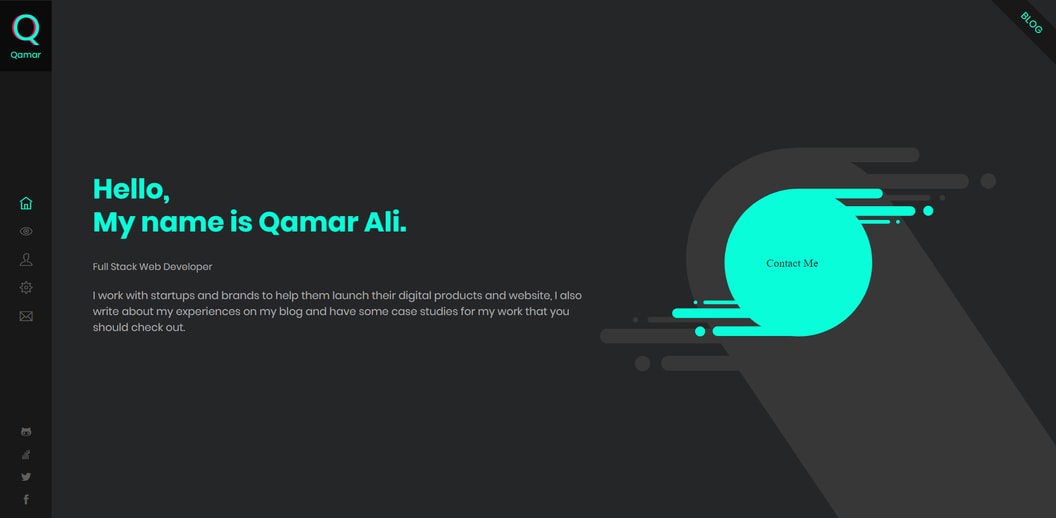 Q
Qamar
BLOG
Hello,
My name is Qamar Ali.
Full Stack Web Developer
I work with startups and brands to help them launch their digital products and website, I also
write about my experiences on my blog and have some case studies for my work that you
should check out.
Contact Me